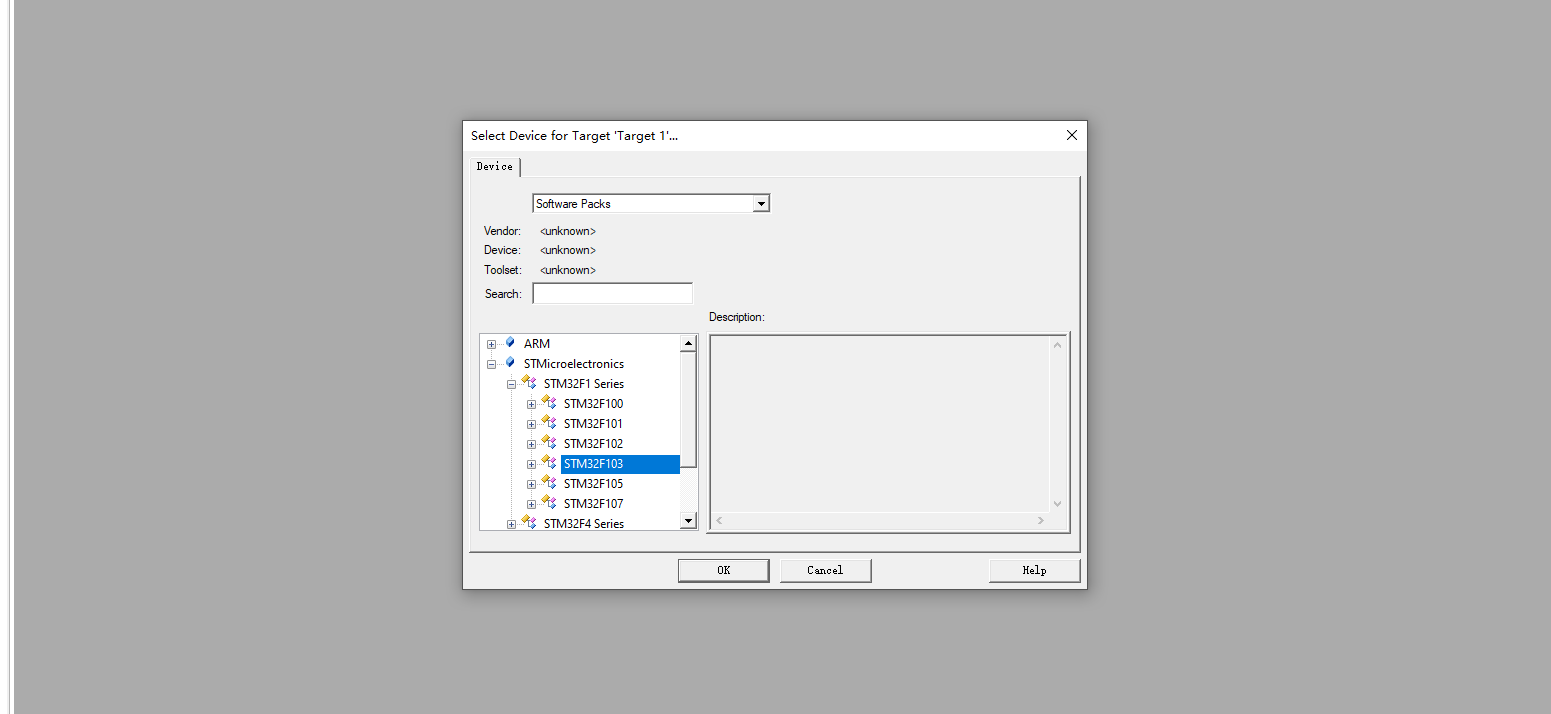 Select Device for Target 'Target 1'...
Device
Software Packs
Vendor: <unknown>
Device: <unknown>
Toolset: <unknown>
Search:
Description:
ARM
STMicroelectronics
STM32F1 Series
STM32F100
STM32F101
STM32F102
STM32F103
STM32F105
STM32F107
STM32F4 Series
OK Cancel Help